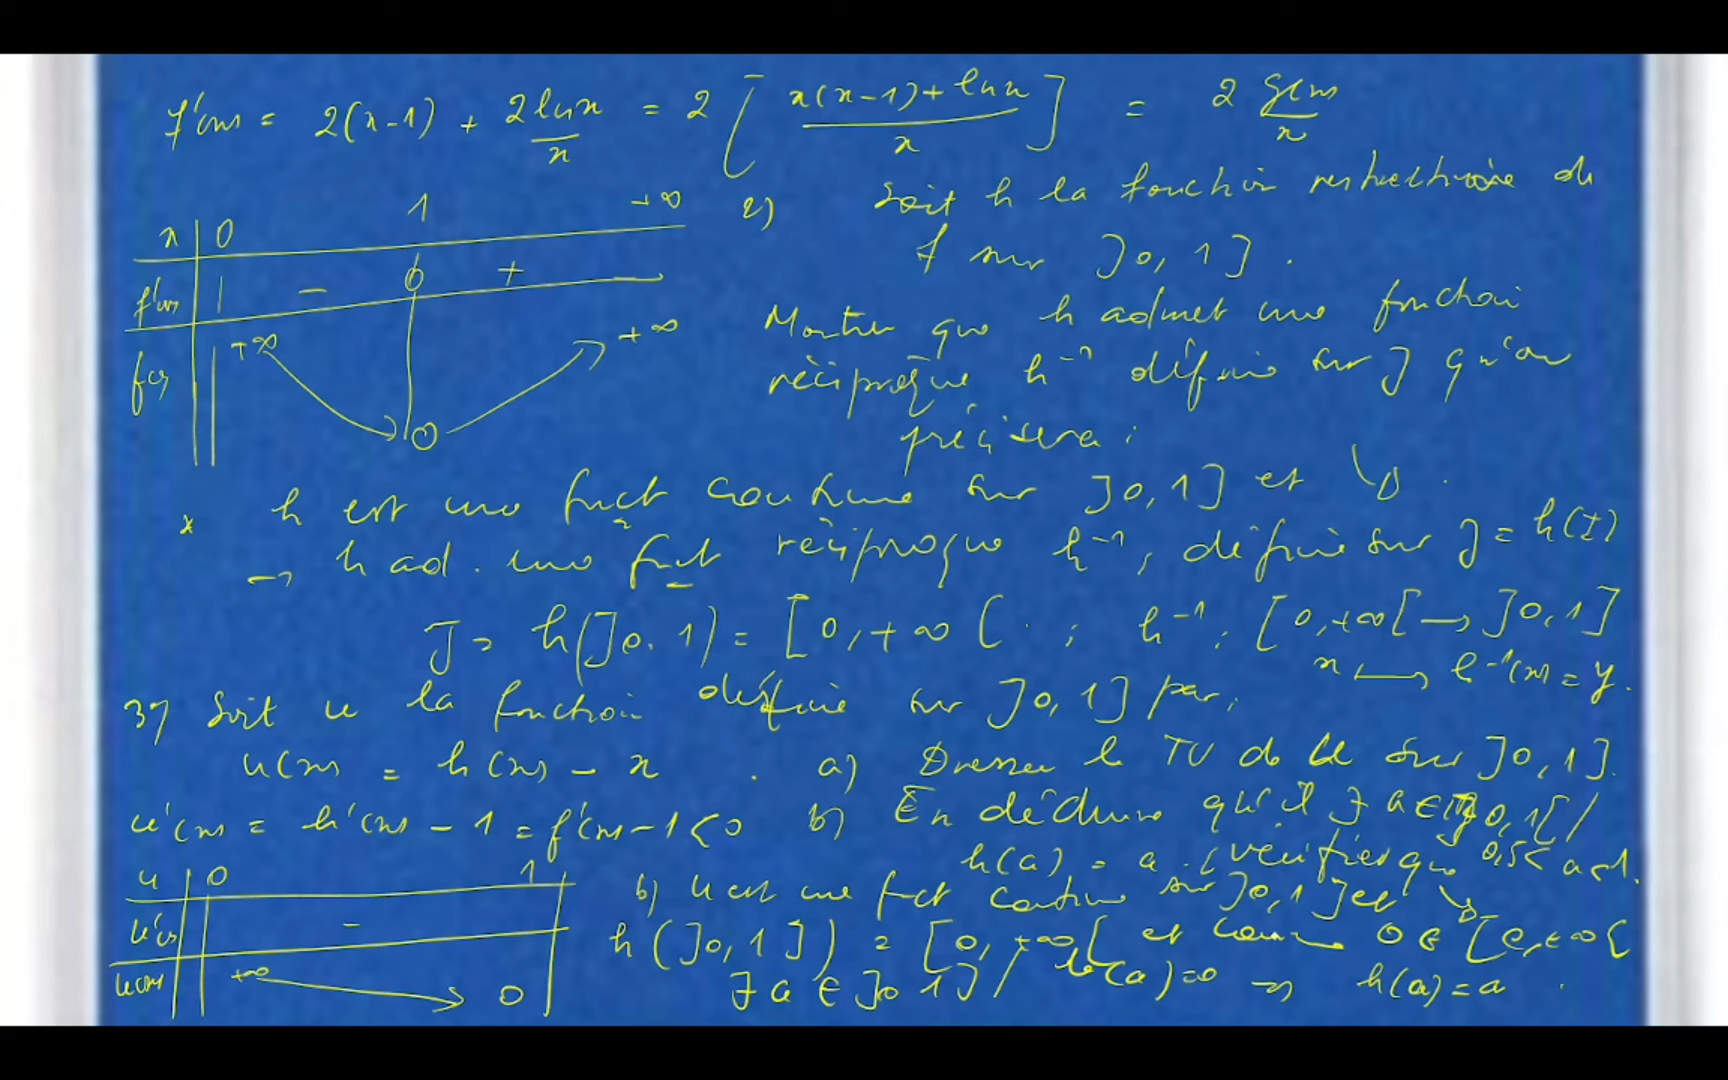 f'(x) = 2(x-1) + 2lnx/x = 2 [ x(x-1)+lnx / x ] = 2 g(x)/x
2) Soit h la fonction restriction de
x | 0 1 +∞
f sur ]0,1].
f'(x) | - 0 +
Montrer que h admet une fonction
f(x) +∞ 0 +∞
réciproque h⁻¹ définie sur J qu'on
précisera :
* h est une fonct continue sur ]0,1] et ↘.
→ h ad. une fnct réciproque h⁻¹, définie sur J = h(I)
J = h(]0,1) = [0,+∞[ ; h⁻¹: [0,+∞[ → ]0,1]
x ⟼ h⁻¹(x) = y.
3) Soit u la fonction définie sur ]0,1] par:
u(x) = h(x) - x . a) Dresser le TV de U sur ]0,1].
u'(x) = h'(x) - 1 = f'(x) - 1 < 0 b) En déduire qu'il ∃ a ∈ ]0,1[ /
h(a) = a . (vérifier que 0,5 < a < 1.
u | 0 1
b) u est une fct continue sur ]0,1] et ↘
u'(x) -
h(]0,1]) = [0,+∞[ et comme 0 ∈ [0,+∞[
u(x) +∞ 0
∃ a ∈ ]0 1] / u(a)=0 → h(a)=a .